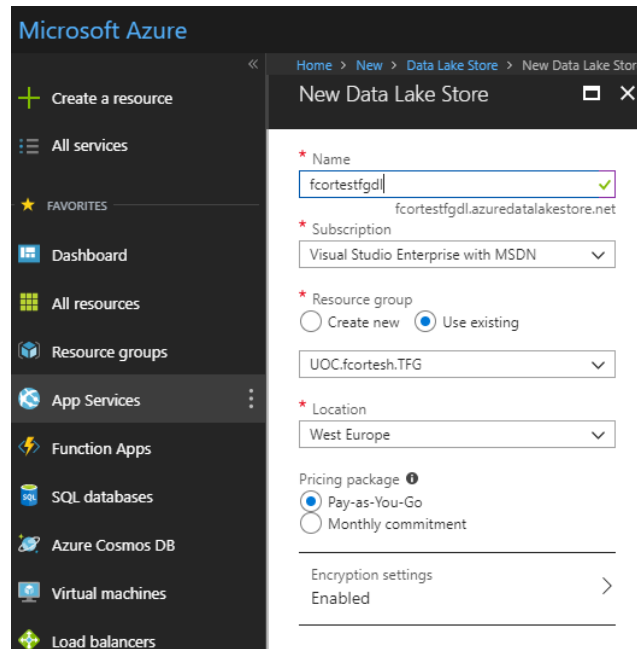 Microsoft Azure
«
Create a resource
All services
FAVORITES
Dashboard
All resources
Resource groups
App Services
Function Apps
SQL databases
Azure Cosmos DB
Virtual machines
Load balancers
Home > New > Data Lake Store > New Data Lake Stor
New Data Lake Store
* Name
fcortestfgdl
fcortestfgdl.azuredatalakestore.net
* Subscription
Visual Studio Enterprise with MSDN
* Resource group
Create new Use existing
UOC.fcortesh.TFG
* Location
West Europe
Pricing package
Pay-as-You-Go
Monthly commitment
Encryption settings
Enabled